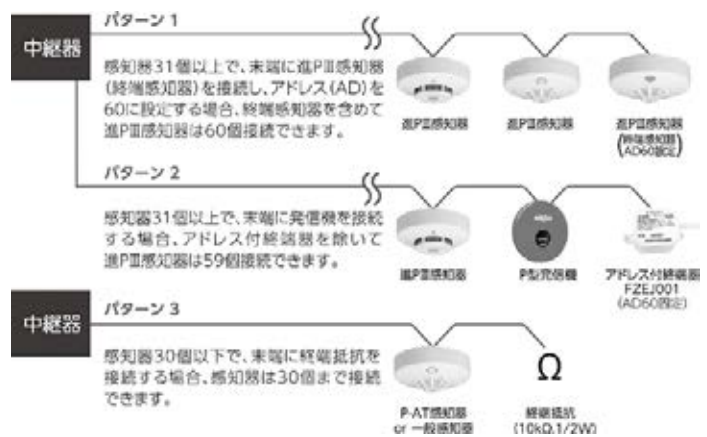 中継器
パターン 1
感知器31個以上で、末端に進PⅢ感知器
(終端感知器)を接続し、アドレス(AD)を
60に設定する場合、終端感知器を含めて
進PⅢ感知器は60個接続できます。
進PⅢ感知器
進PⅢ感知器
進PⅢ感知器
(終端感知器
AD60設定)
パターン 2
感知器31個以上で、末端に発信機を接続
する場合、アドレス付終端器を除いて
進PⅢ感知器は59個接続できます。
進PⅢ感知器
P型発信機
アドレス付終端器
FZEJ001
(AD60固定)
中継器
パターン 3
感知器30個以下で、末端に終端抵抗を
接続する場合、感知器は30個まで接続
できます。
P-AT感知器
or 一般感知器
Ω
終端抵抗
(10kΩ,1/2W)